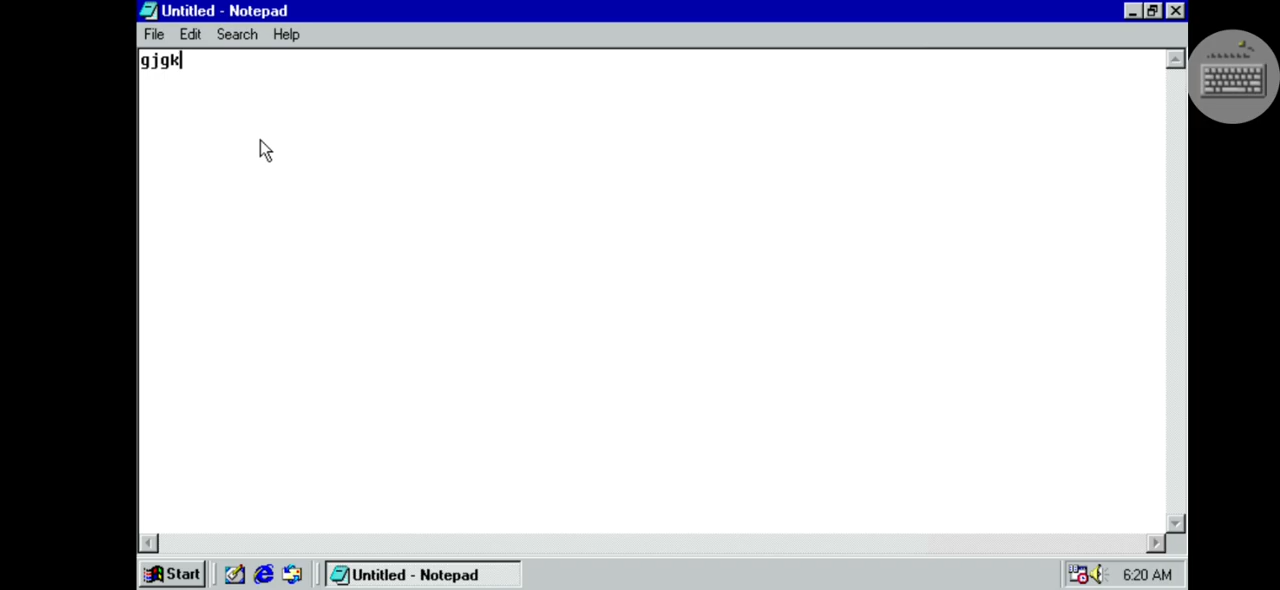 Untitled - Notepad
File Edit Search Help
gjgk
Start Untitled - Notepad 6:20 AM